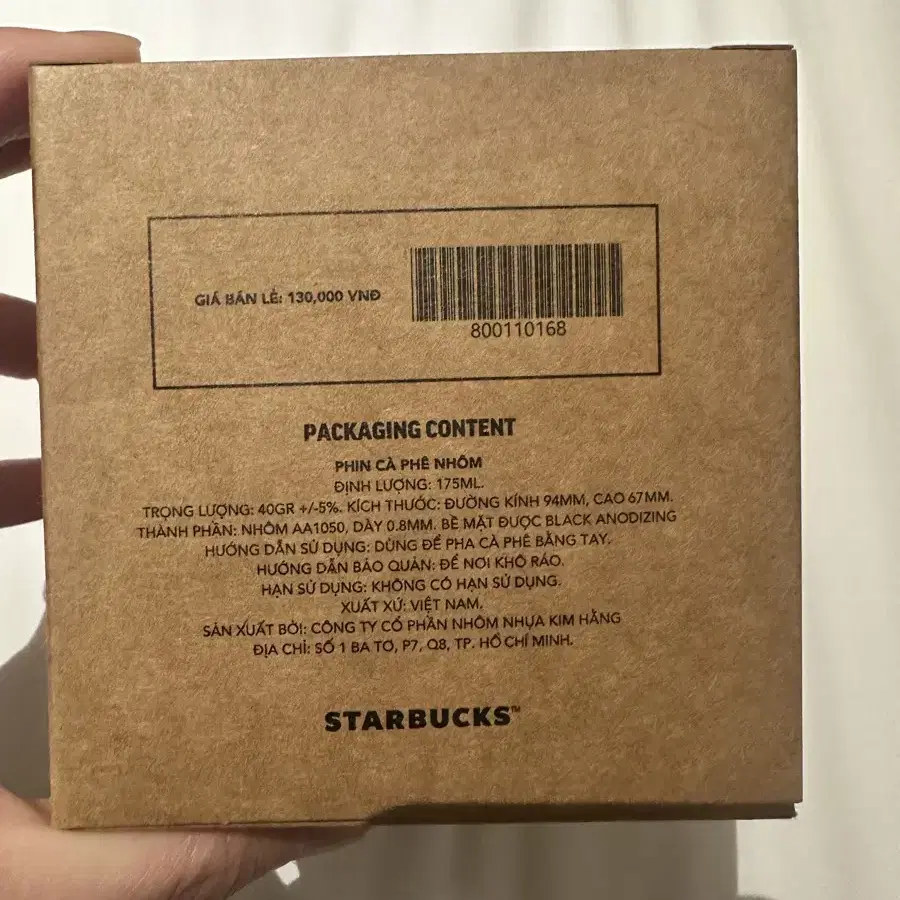 GIÁ BÁN LẺ: 130,000 VNĐ
800110168
PACKAGING CONTENT
PHIN CÀ PHÊ NHÔM
ĐỊNH LƯỢNG: 175ML.
TRỌNG LƯỢNG: 40GR +/-5%. KÍCH THƯỚC: ĐƯỜNG KÍNH 94MM, CAO 67MM.
THÀNH PHẦN: NHÔM AA1050, DÀY 0.8MM. BỀ MẶT ĐƯỢC BLACK ANODIZING
HƯỚNG DẪN SỬ DỤNG: DÙNG ĐỂ PHA CÀ PHÊ BẰNG TAY.
HƯỚNG DẪN BẢO QUẢN: ĐỂ NƠI KHÔ RÁO.
HẠN SỬ DỤNG: KHÔNG CÓ HẠN SỬ DỤNG.
XUẤT XỨ: VIỆT NAM.
SẢN XUẤT BỞI: CÔNG TY CỔ PHẦN NHÔM NHỰA KIM HẰNG
ĐỊA CHỈ: SỐ 1 BA TƠ, P7, Q8, TP. HỒ CHÍ MINH.
STARBUCKS™